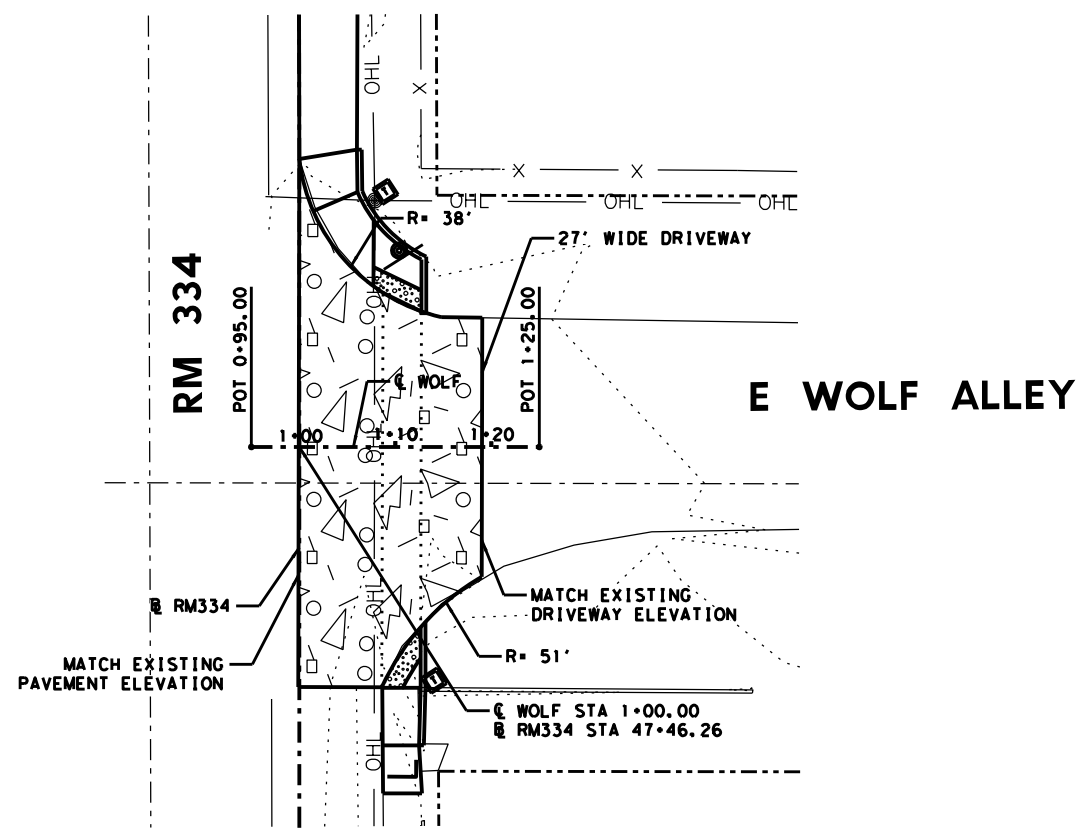 OHL
X
X
X
OHL
OHL
OHL
R= 38'
27' WIDE DRIVEWAY
RM 334
POT 0+95.00
POT 1+25.00
OHL
℄ WOLF
E WOLF ALLEY
1+00
1+10
1+20
OHL
OHL
MATCH EXISTING
DRIVEWAY ELEVATION
RM334
R= 51'
MATCH EXISTING
PAVEMENT ELEVATION
℄ WOLF STA 1+00.00
RM334 STA 47+46.26
OHL